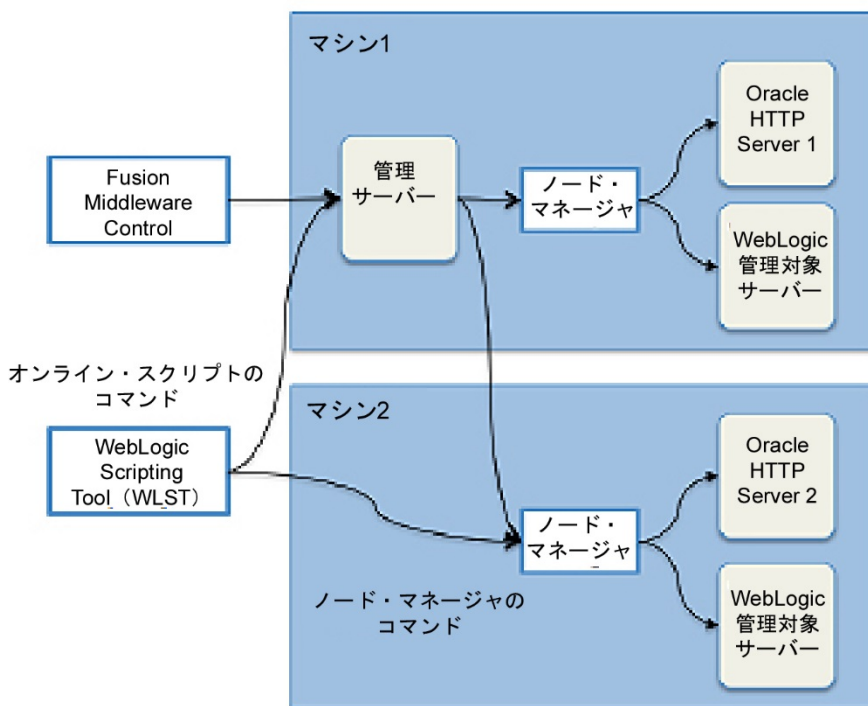 マシン1
Oracle
HTTP
Server 1
管理
サーバー
Fusion
Middleware
Control
ノード・
マネージャ
WebLogic
管理対象
サーバー
オンライン・スクリプトの
コマンド
マシン2
WebLogic
Scripting
Tool（WLST）
Oracle
HTTP
Server 2
ノード・
マネージャ
ノード・マネージャの
コマンド
WebLogic
管理対象
サーバー